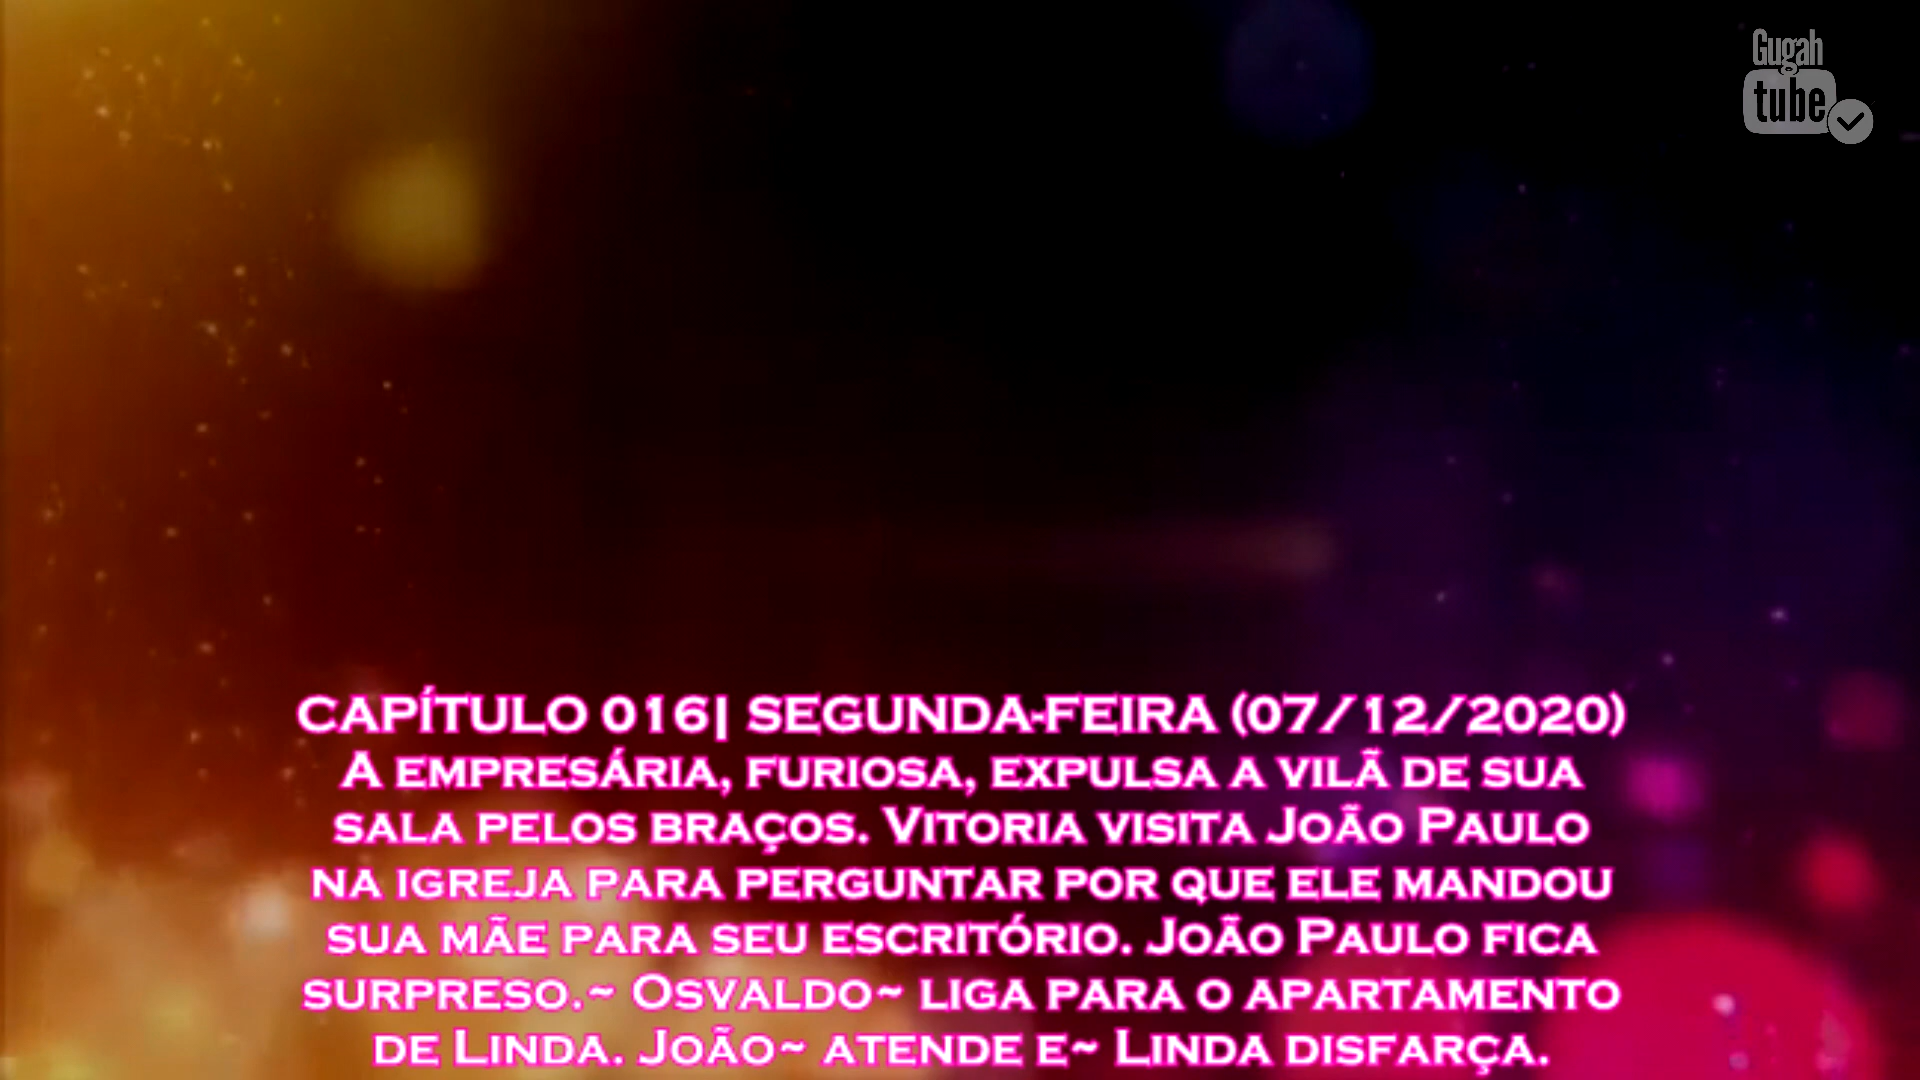 Gugah
tube
CAPÍTULO 016| SEGUNDA-FEIRA (07/12/2020)
A EMPRESÁRIA, FURIOSA, EXPULSA A VILÃ DE SUA
SALA PELOS BRAÇOS. VITORIA VISITA JOÃO PAULO
NA IGREJA PARA PERGUNTAR POR QUE ELE MANDOU
SUA MÃE PARA SEU ESCRITÓRIO. JOÃO PAULO FICA
SURPRESO.~ OSVALDO~ LIGA PARA O APARTAMENTO
DE LINDA. JOÃO~ ATENDE E~ LINDA DISFARÇA.